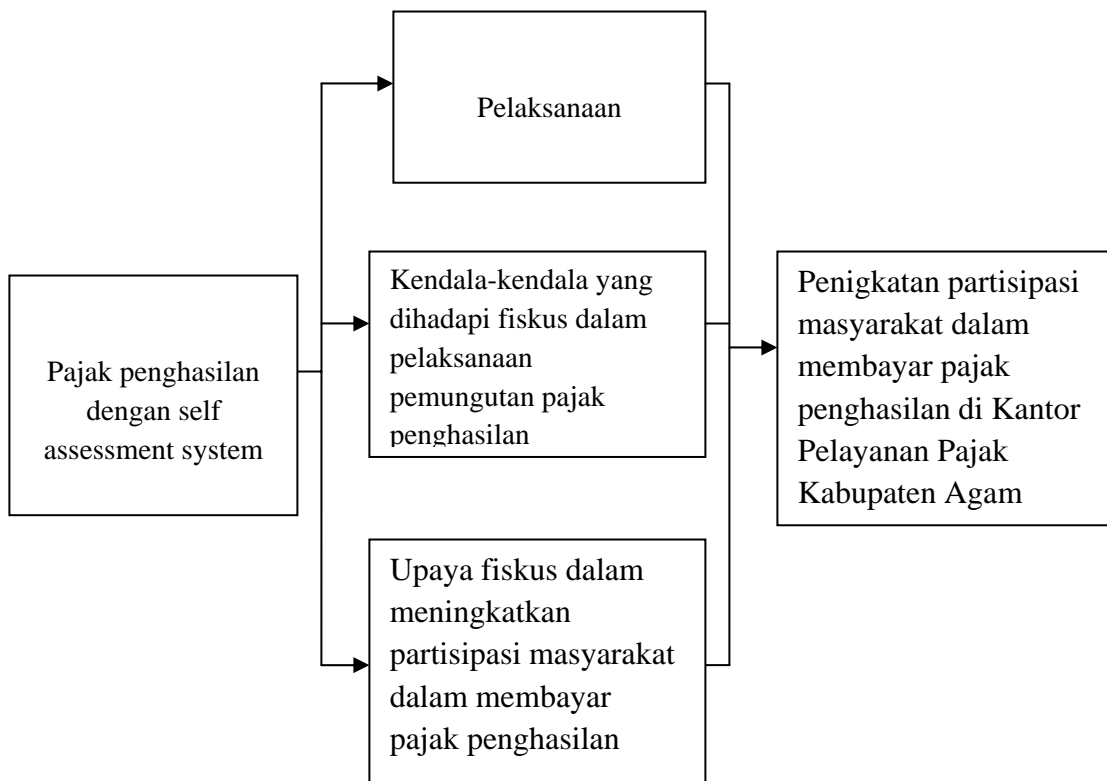 Pelaksanaan
Pajak penghasilan
dengan self
assessment system
Kendala-kendala yang
dihadapi fiskus dalam
pelaksanaan
pemungutan pajak
penghasilan
Upaya fiskus dalam
meningkatkan
partisipasi masyarakat
dalam membayar
pajak penghasilan
Penigkatan partisipasi
masyarakat dalam
membayar pajak
penghasilan di Kantor
Pelayanan Pajak
Kabupaten Agam